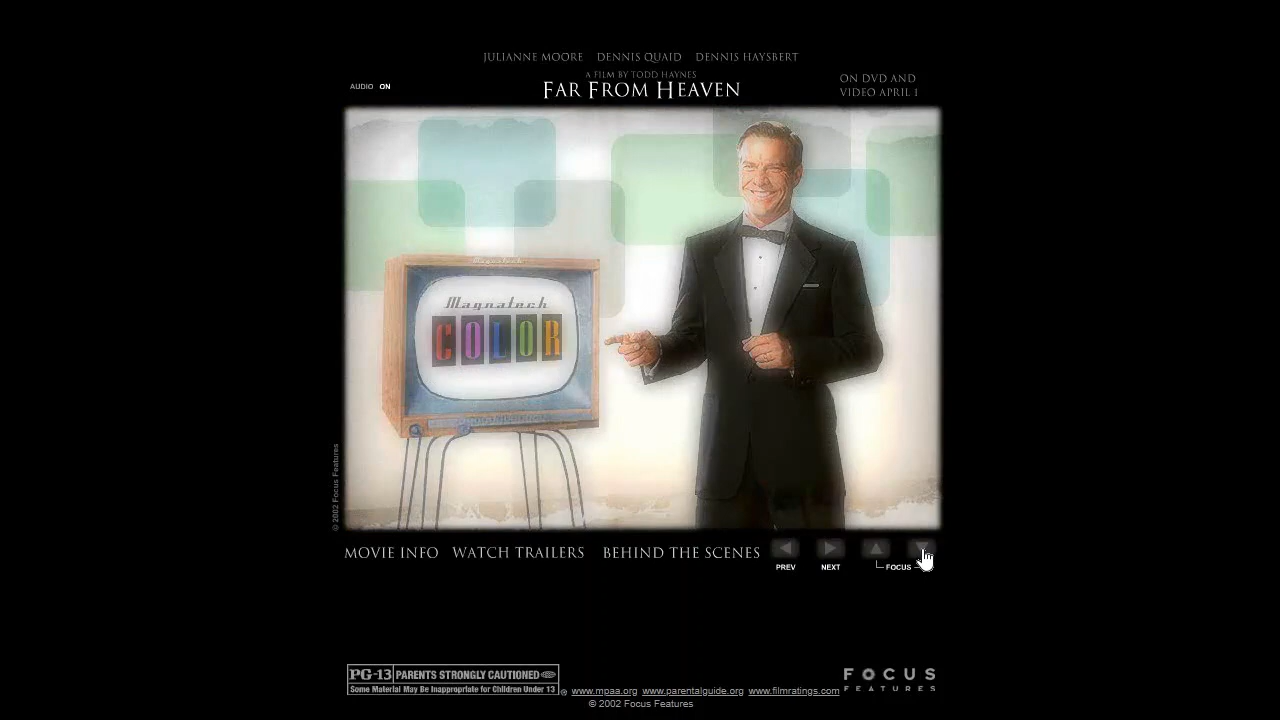 JULIANNE MOORE DENNIS QUAID DENNIS HAYSBERT
A FILM BY TODD HAYNES
FAR FROM HEAVEN
AUDIO ON
ON DVD AND
VIDEO APRIL 1
Magnatech
Magnatech
COLOR
© 2002 Focus Features
MOVIE INFO WATCH TRAILERS BEHIND THE SCENES
PREV NEXT FOCUS
PG-13 PARENTS STRONGLY CAUTIONED
Some Material May Be Inappropriate for Children Under 13
® www.mpaa.org www.parentalguide.org www.filmratings.com
© 2002 Focus Features
FOCUS
FEATURES